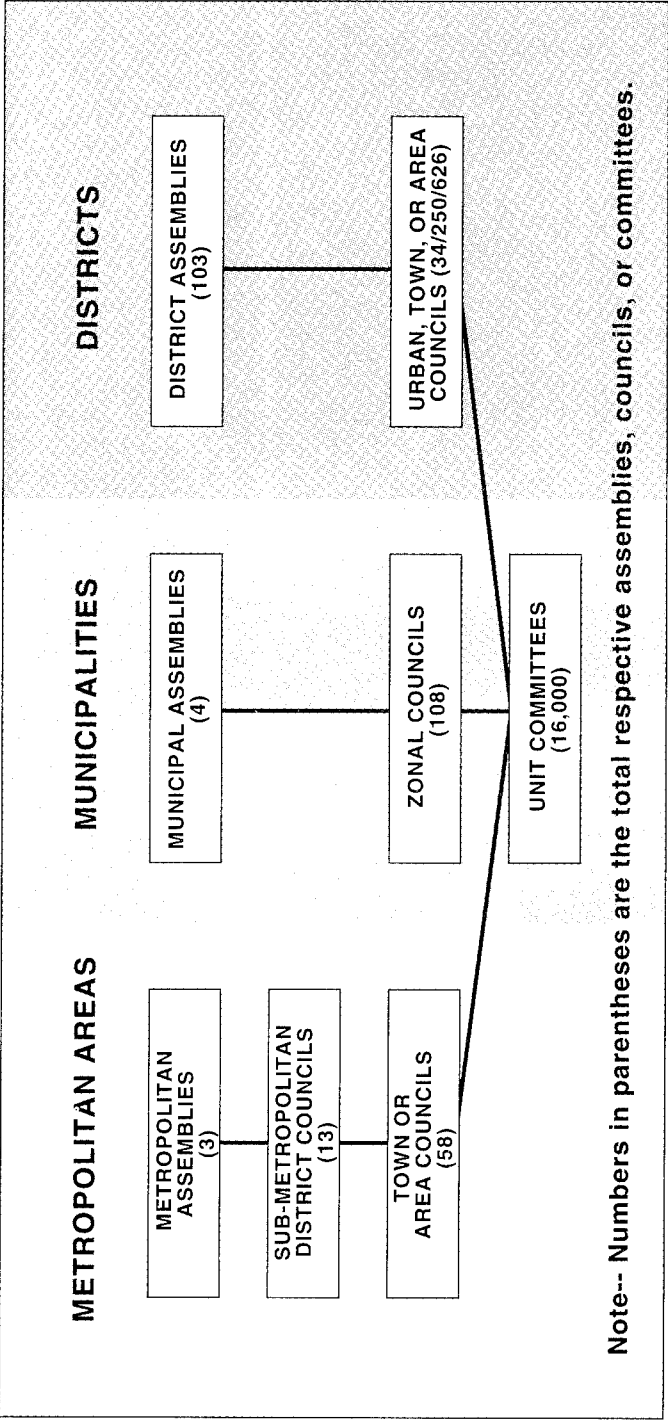 METROPOLITAN AREAS
METROPOLITAN
ASSEMBLIES
(3)
SUB-METROPOLITAN
DISTRICT COUNCILS
(13)
TOWN OR
AREA COUNCILS
(58)
MUNICIPALITIES
MUNICIPAL ASSEMBLIES
(4)
ZONAL COUNCILS
(108)
DISTRICTS
DISTRICT ASSEMBLIES
(103)
URBAN, TOWN, OR AREA
COUNCILS (34/250/626)
UNIT COMMITTEES
(16,000)
Note-- Numbers in parentheses are the total respective assemblies, councils, or committees.